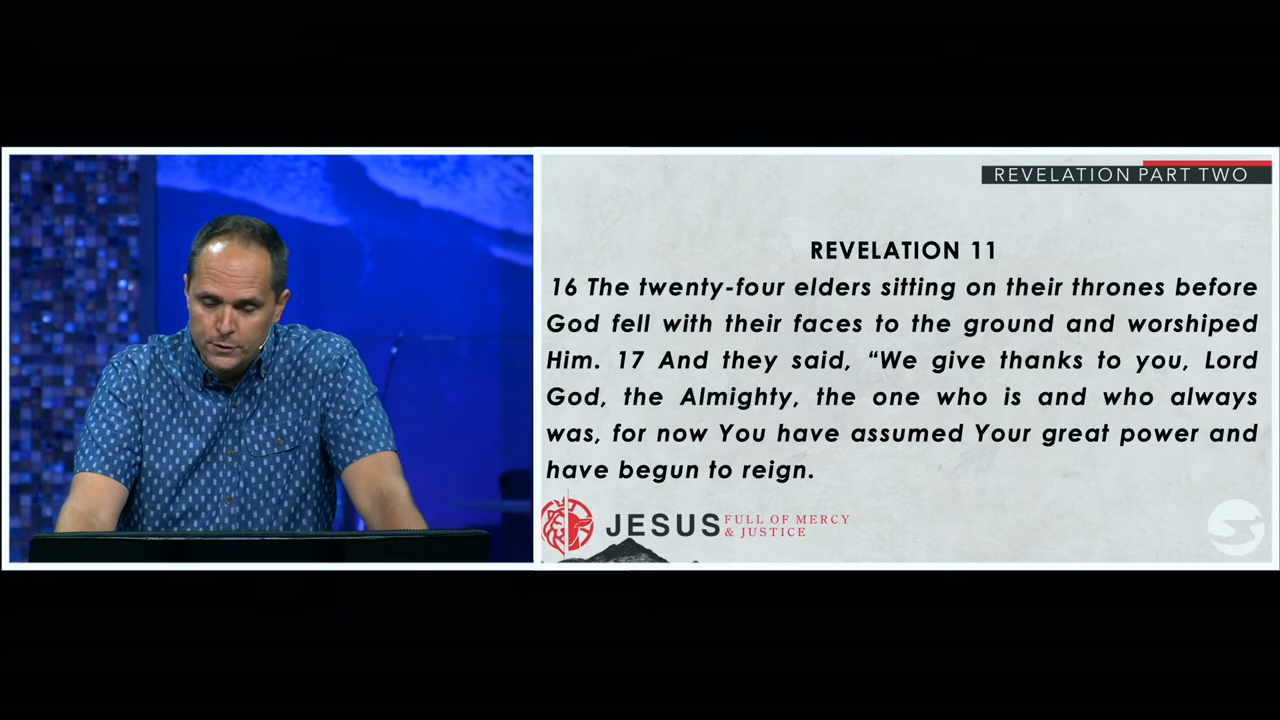 REVELATION PART TWO
REVELATION 11
16 The twenty-four elders sitting on their thrones before
God fell with their faces to the ground and worshiped
Him. 17 And they said, “We give thanks to you, Lord
God, the Almighty, the one who is and who always
was, for now You have assumed Your great power and
have begun to reign.
JESUS
FULL OF MERCY
& JUSTICE